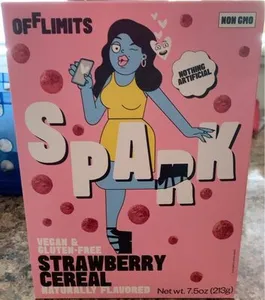 OFFLIMITS
NON GMO
NOTHING
ARTIFICIAL
SPARK
VEGAN &
GLUTEN-FREE
STRAWBERRY
CEREAL
NATURALLY FLAVORED
Net wt. 7.5oz (213g)